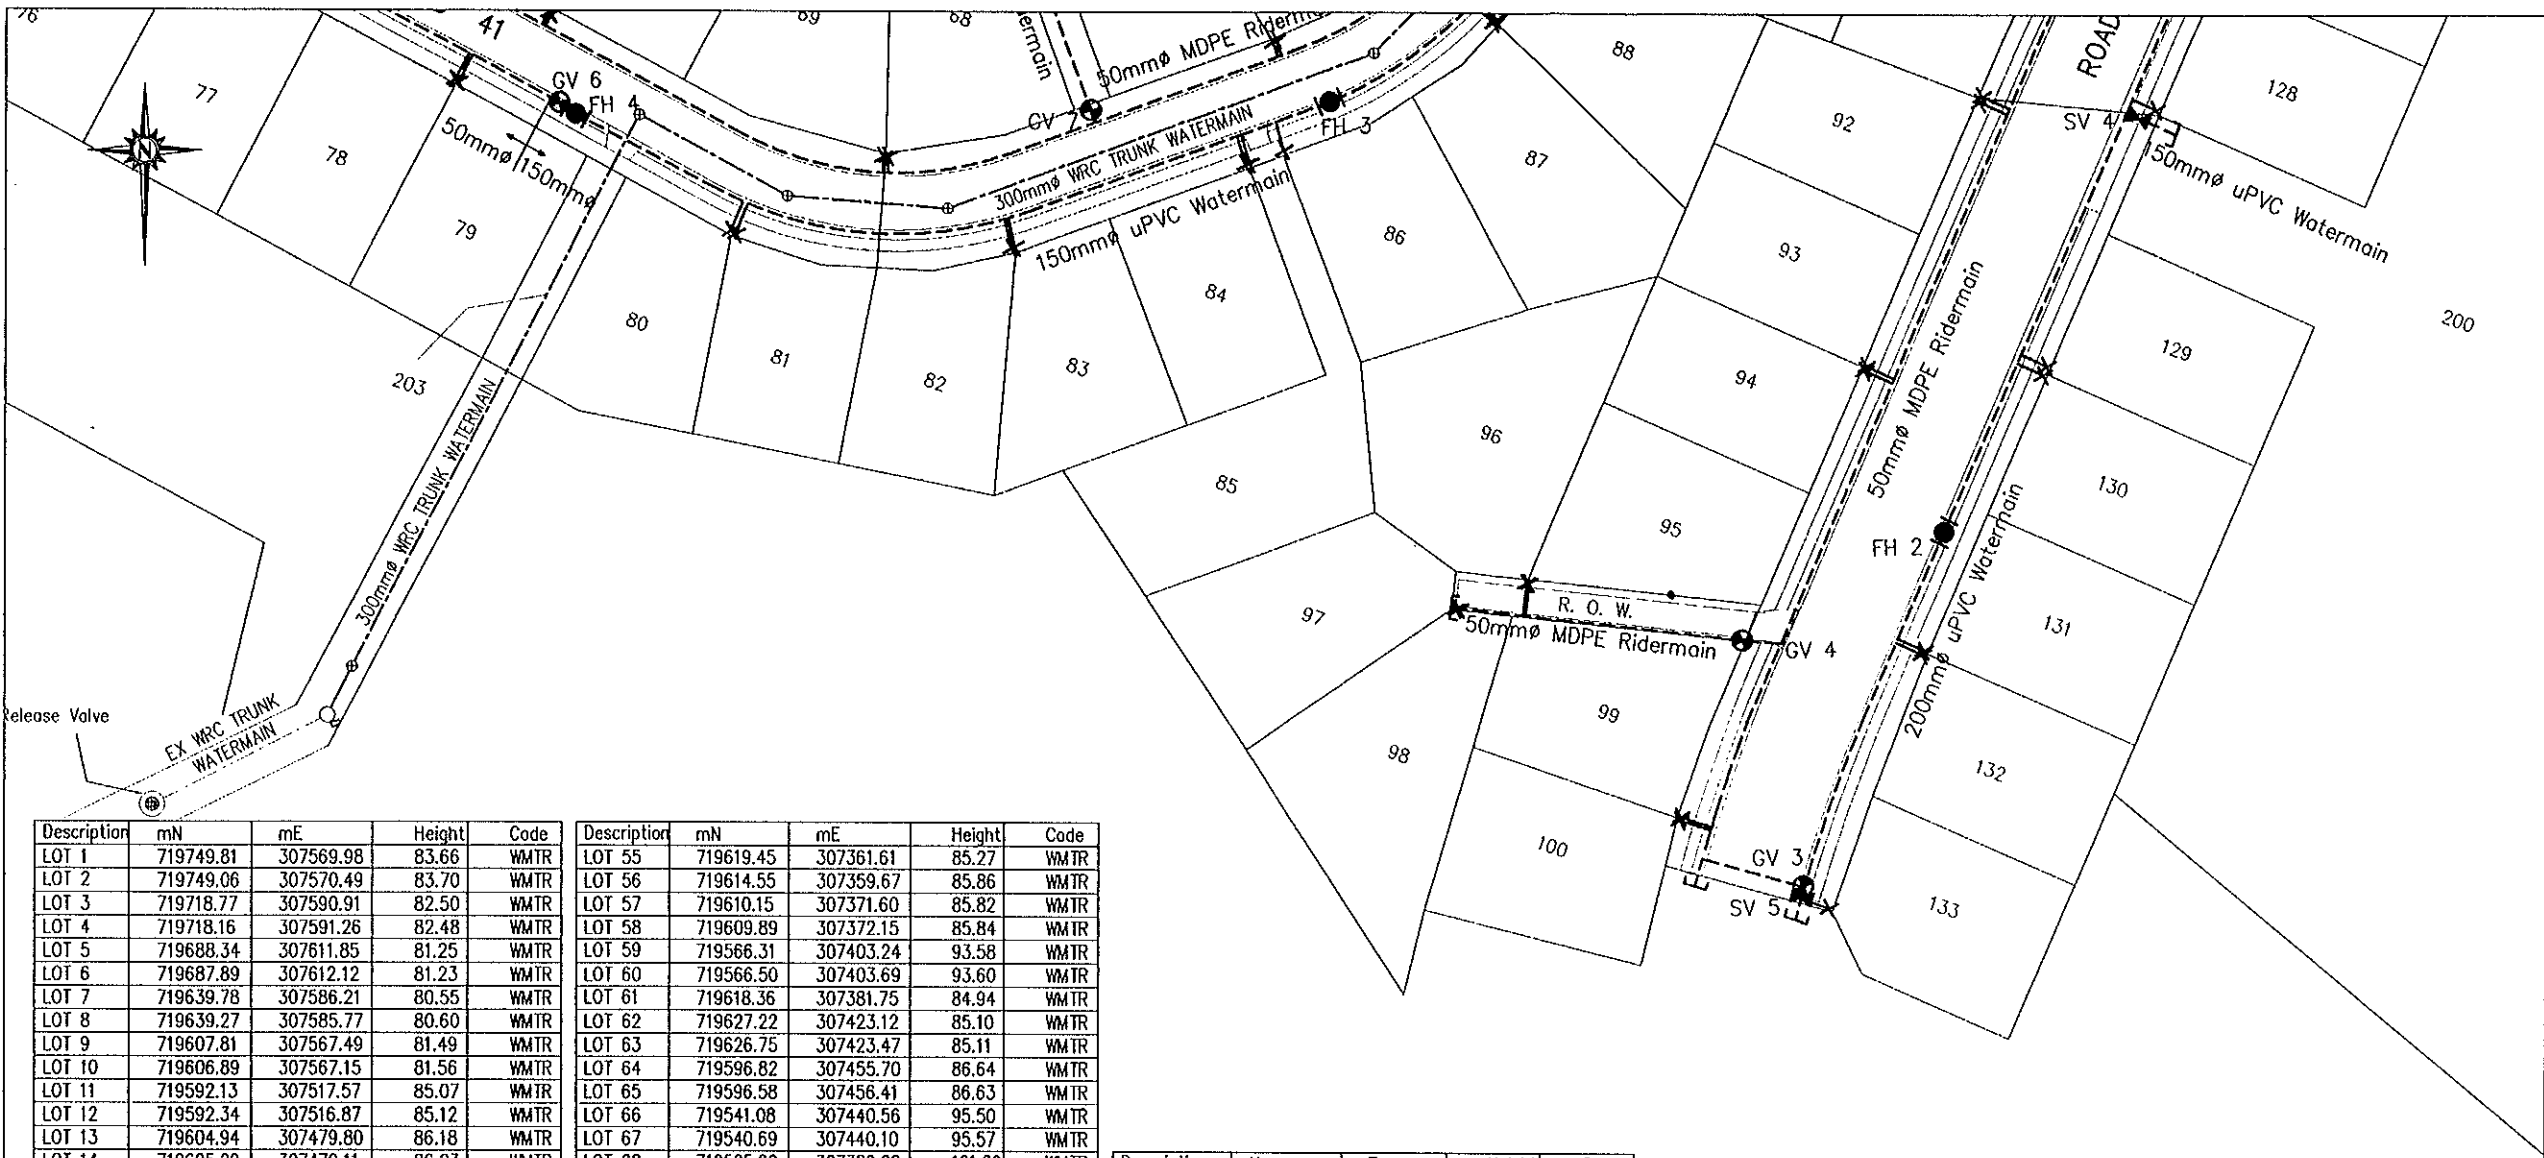 76
77
78
79
41
69
68
GV 6
FH 4
50mmø
150mmø
N
ridermain
50mmø MDPE
GV
FH 3
300mmø WRC TRUNK WATERMAIN
150mmø uPVC Watermain
88
87
86
84
83
82
81
80
203
300mmø WRC TRUNK WATERMAIN
Release Valve
EX WRC TRUNK
WATERMAIN
85
96
97
98
95
94
93
92
99
100
R. O. W.
50mmø MDPE Ridermain
GV 4
50mmø MDPE Ridermain
ROAD
SV 4
150mmø uPVC Watermain
128
129
200
130
131
132
133
FH 2
200mmø uPVC Watermain
GV 3
SV 5
Description mN mE Height Code
LOT 1 719749.81 307569.98 83.66 WMTR
LOT 2 719749.06 307570.49 83.70 WMTR
LOT 3 719718.77 307590.91 82.50 WMTR
LOT 4 719718.16 307591.26 82.48 WMTR
LOT 5 719688.34 307611.85 81.25 WMTR
LOT 6 719687.89 307612.12 81.23 WMTR
LOT 7 719639.78 307586.21 80.55 WMTR
LOT 8 719639.27 307585.77 80.60 WMTR
LOT 9 719607.81 307567.49 81.49 WMTR
LOT 10 719606.89 307567.15 81.56 WMTR
LOT 11 719592.13 307517.57 85.07 WMTR
LOT 12 719592.34 307516.87 85.12 WMTR
LOT 13 719604.94 307479.80 86.18 WMTR
Description mN mE Height Code
LOT 55 719619.45 307361.61 85.27 WMTR
LOT 56 719614.55 307359.67 85.86 WMTR
LOT 57 719610.15 307371.60 85.82 WMTR
LOT 58 719609.89 307372.15 85.84 WMTR
LOT 59 719566.31 307403.24 93.58 WMTR
LOT 60 719566.50 307403.69 93.60 WMTR
LOT 61 719618.36 307381.75 84.94 WMTR
LOT 62 719627.22 307423.12 85.10 WMTR
LOT 63 719626.75 307423.47 85.11 WMTR
LOT 64 719596.82 307455.70 86.64 WMTR
LOT 65 719596.58 307456.41 86.63 WMTR
LOT 66 719541.08 307440.56 95.50 WMTR
LOT 67 719540.69 307440.10 95.57 WMTR